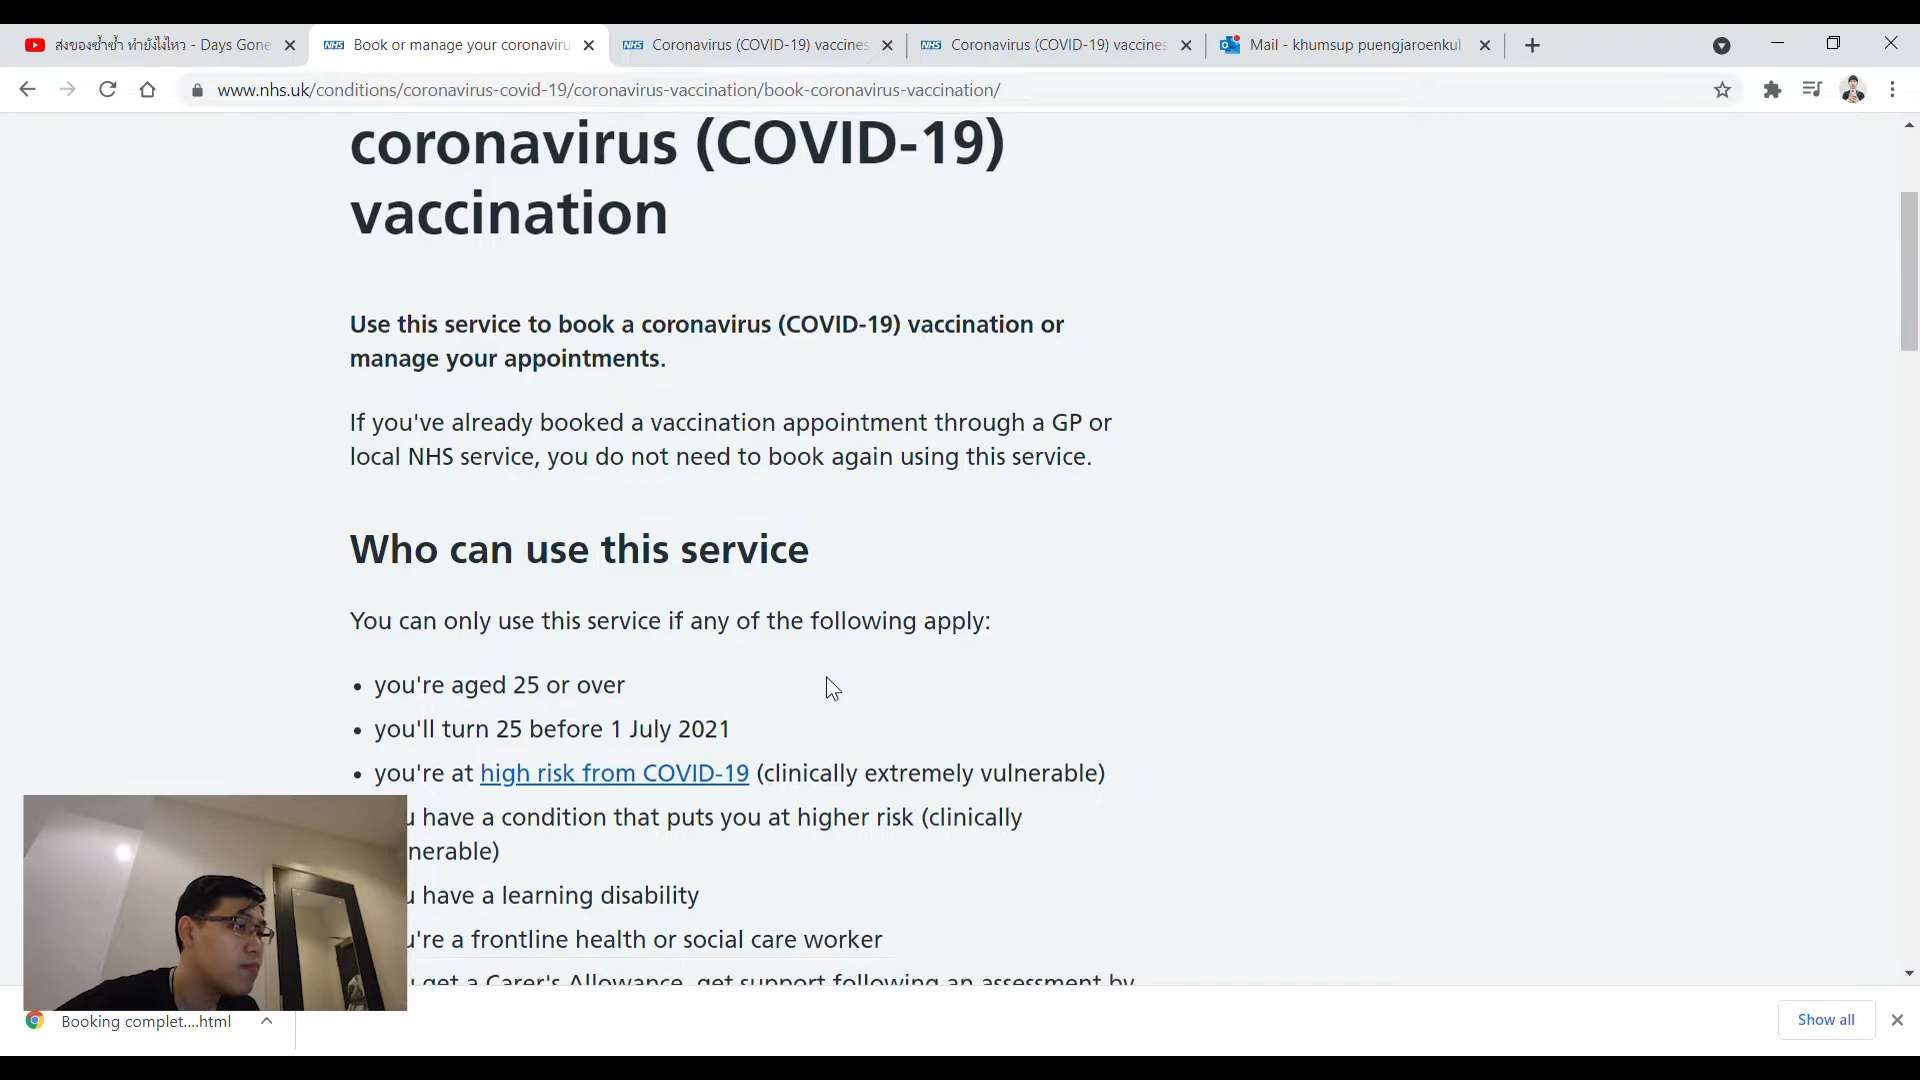 ส่งของซ้ำซ้ำ ทำยังไงไหว - Days Gone
NHS Book or manage your coronaviru
NHS Coronavirus (COVID-19) vaccines
NHS Coronavirus (COVID-19) vaccines
Mail - khumsup puengjaroenkul
www.nhs.uk/conditions/coronavirus-covid-19/coronavirus-vaccination/book-coronavirus-vaccination/
coronavirus (COVID-19)
vaccination
Use this service to book a coronavirus (COVID-19) vaccination or
manage your appointments.
If you've already booked a vaccination appointment through a GP or
local NHS service, you do not need to book again using this service.
Who can use this service
You can only use this service if any of the following apply:
• you're aged 25 or over
• you'll turn 25 before 1 July 2021
• you're at high risk from COVID-19 (clinically extremely vulnerable)
u have a condition that puts you at higher risk (clinically
nerable)
u have a learning disability
u're a frontline health or social care worker
get a Carer's Allowance, get support following an assessment by
Booking complet....html
Show all